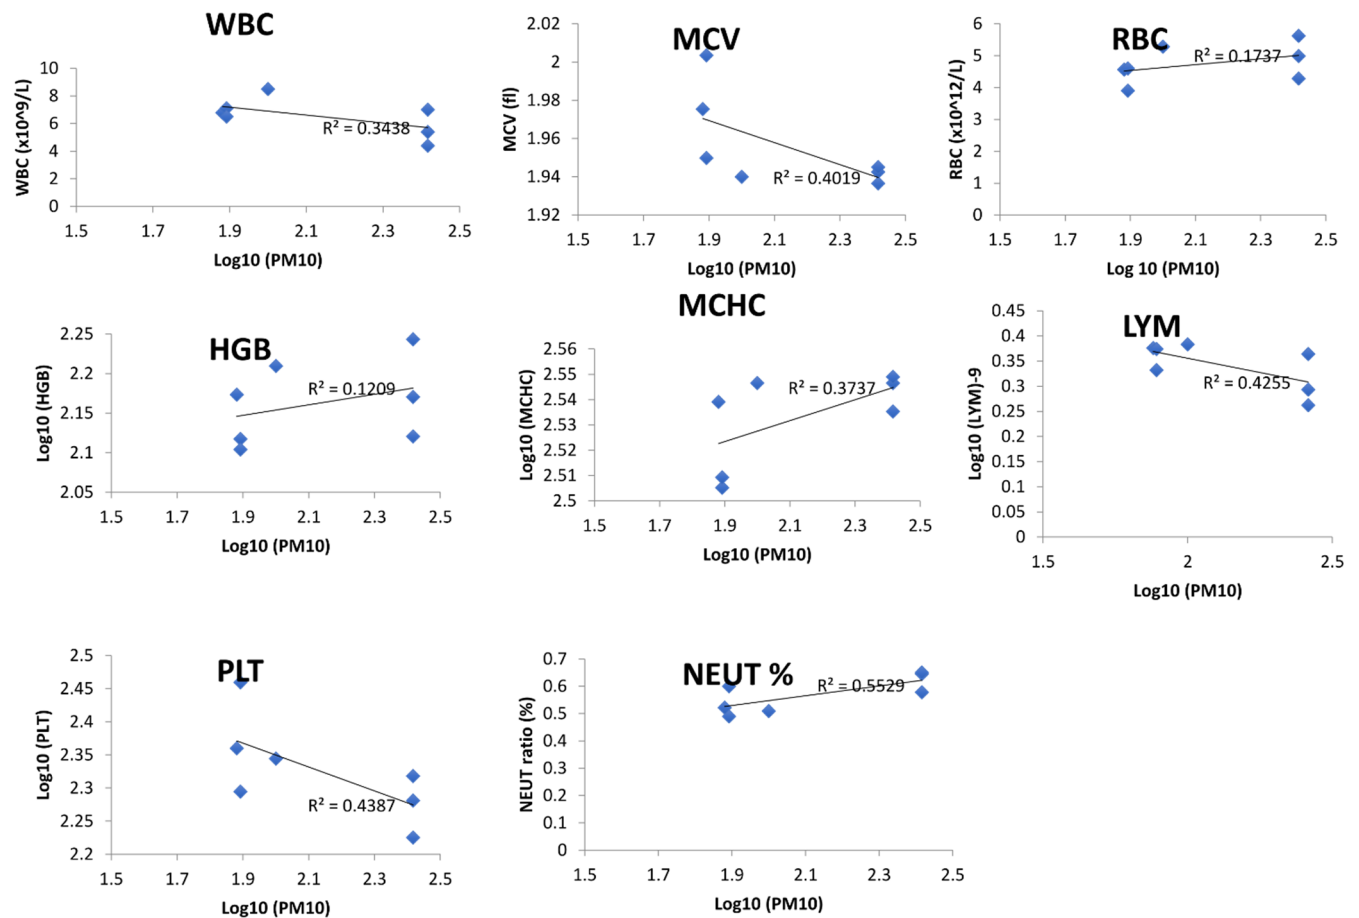 WBC
10
8
6
4
2
0
WBC (x10^9/L)
R² = 0.3438
1.5 1.7 1.9 2.1 2.3 2.5
Log10 (PM10)
MCV
2.02
2
1.98
1.96
1.94
1.92
MCV (fl)
R² = 0.4019
1.5 1.7 1.9 2.1 2.3 2.5
Log10 (PM10)
RBC
6
5
4
3
2
1
0
RBC (x10^12/L)
R² = 0.1737
1.5 1.7 1.9 2.1 2.3 2.5
Log 10 (PM10)
HGB
2.25
2.2
2.15
2.1
2.05
Log10 (HGB)
R² = 0.1209
1.5 1.7 1.9 2.1 2.3 2.5
Log10 (PM10)
MCHC
2.56
2.55
2.54
2.53
2.52
2.51
2.5
Log10 (MCHC)
R² = 0.3737
1.5 1.7 1.9 2.1 2.3 2.5
Log10 (PM10)
LYM
0.45
0.4
0.35
0.3
0.25
0.2
0.15
0.1
0.05
0
Log10 (LYM)-9
R² = 0.4255
1.5 2 2.5
Log10 (PM10)
PLT
2.5
2.45
2.4
2.35
2.3
2.25
2.2
Log10 (PLT)
R² = 0.4387
1.5 1.7 1.9 2.1 2.3 2.5
Log10 (PM10)
NEUT %
0.7
0.6
0.5
0.4
0.3
0.2
0.1
0
NEUT ratio (%)
R² = 0.5529
1.5 1.7 1.9 2.1 2.3 2.5
Log10 (PM10)